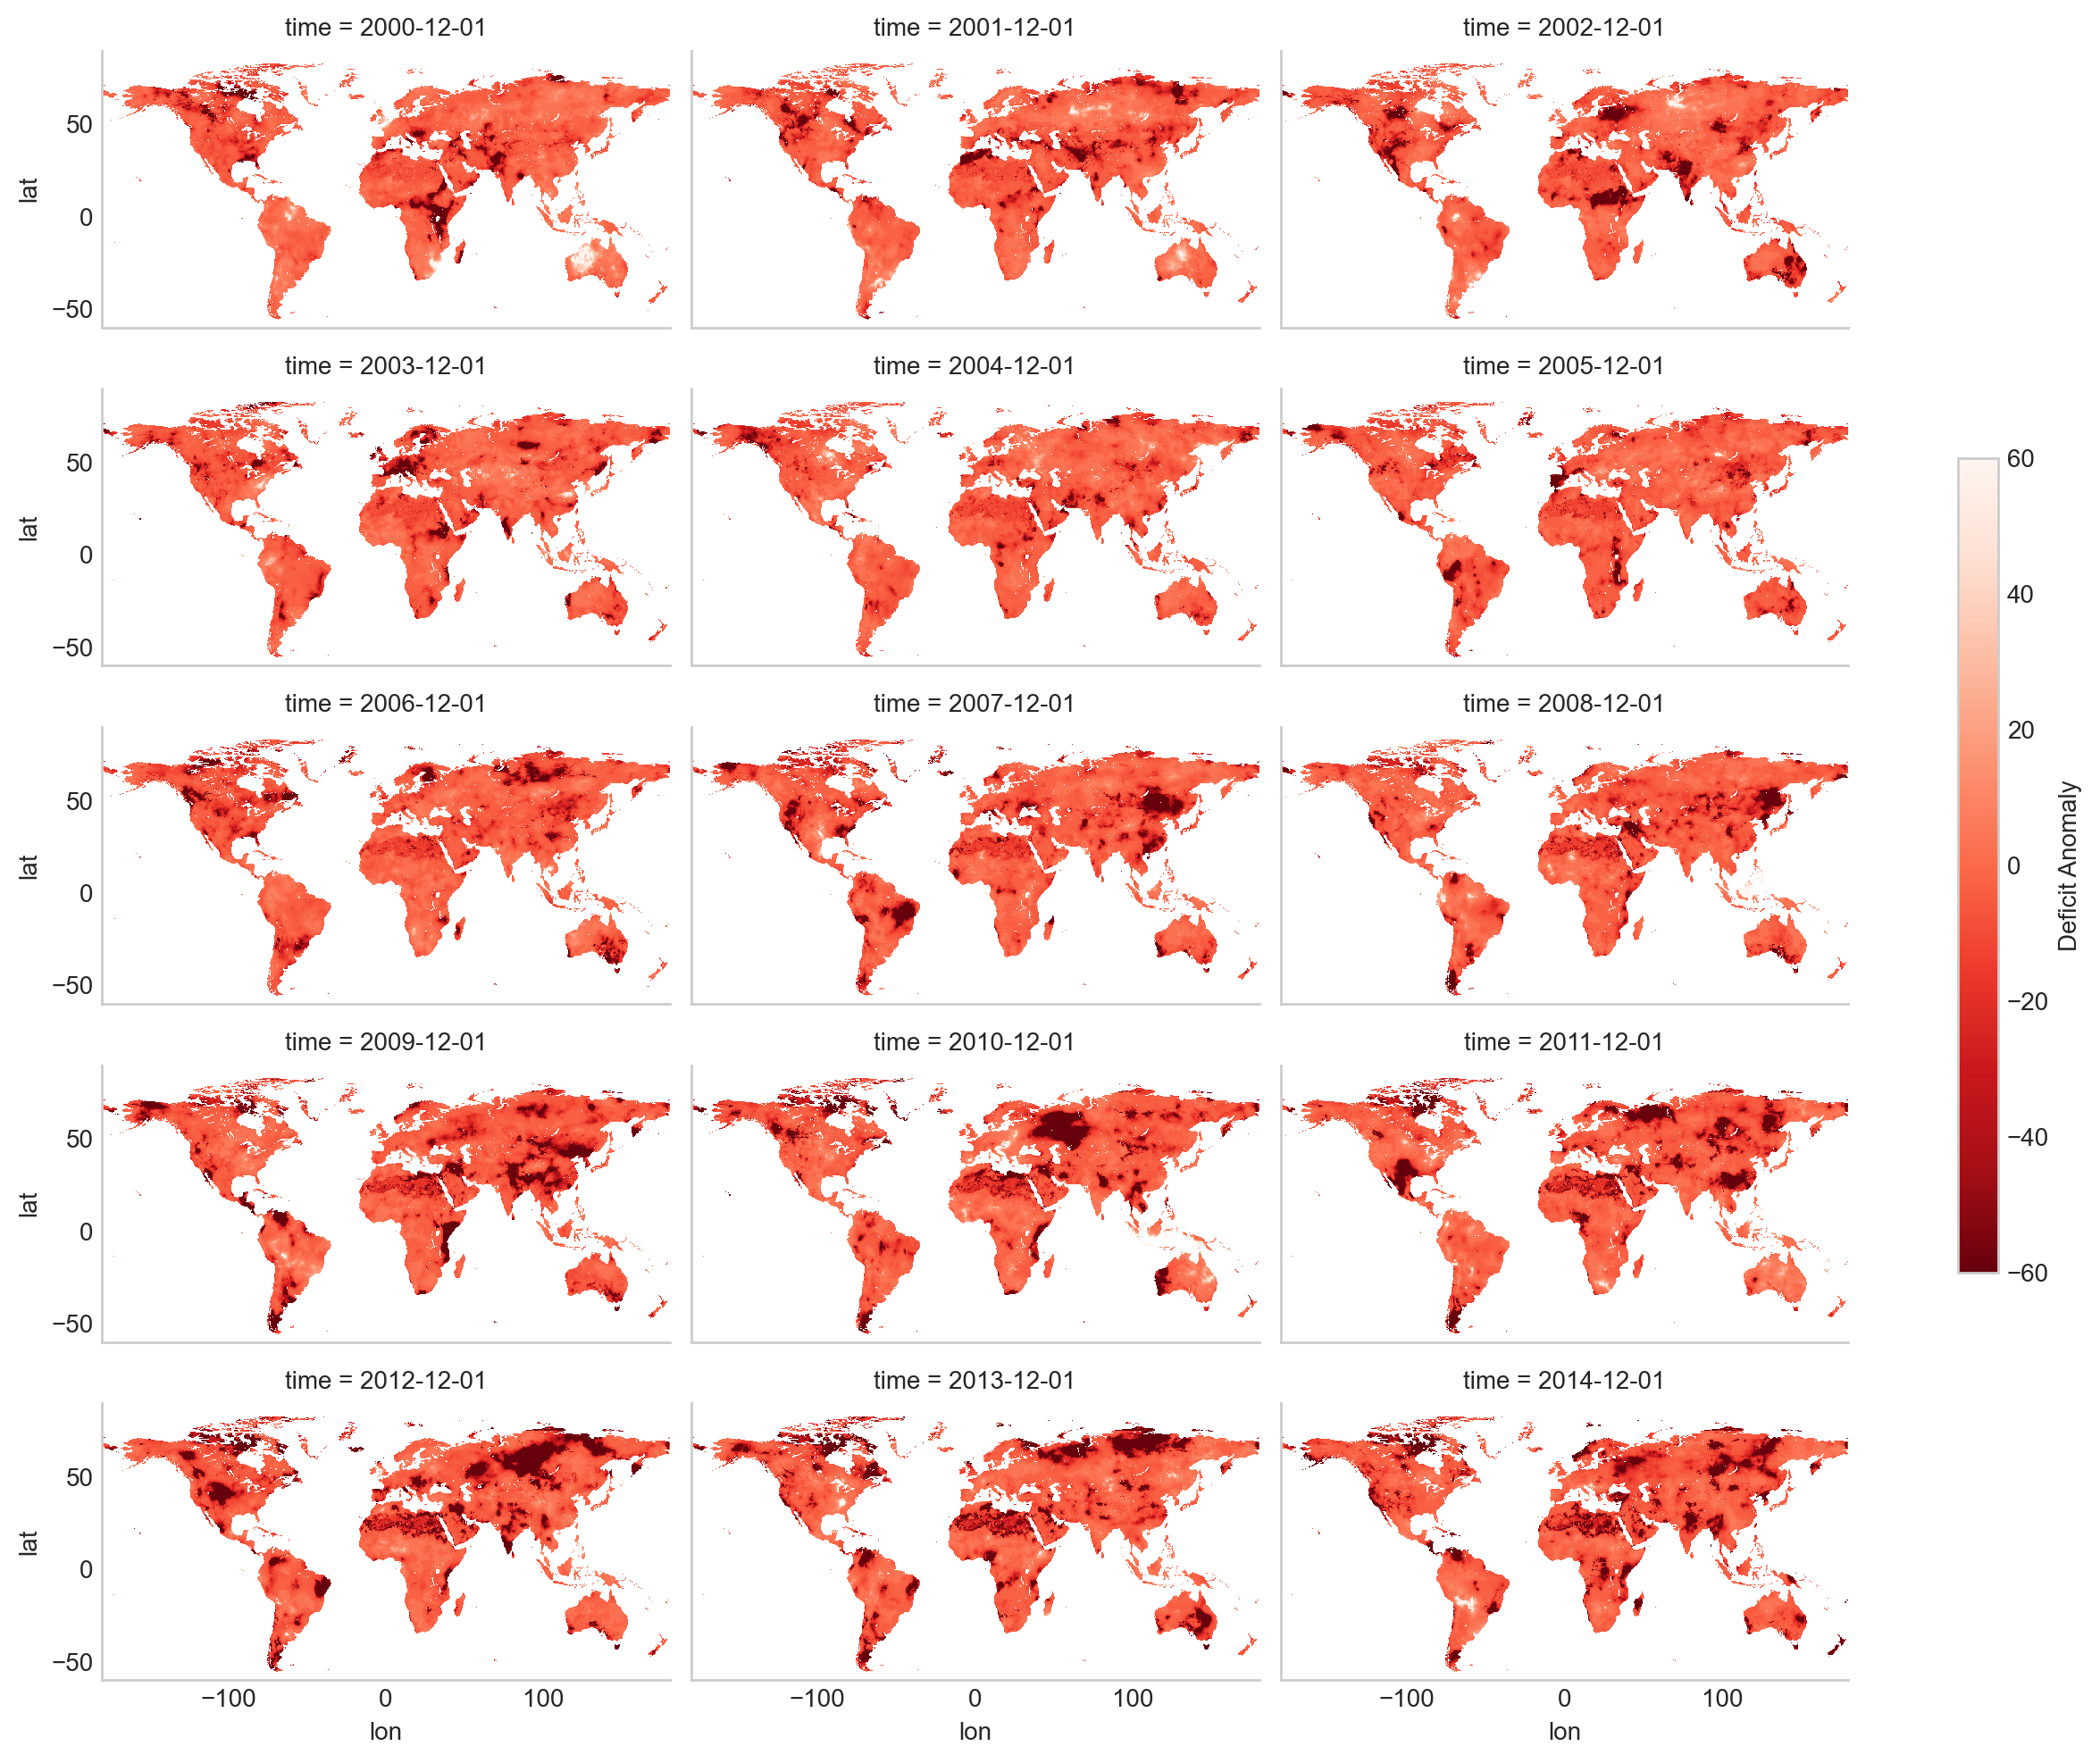 time = 2000-12-01
time = 2001-12-01
time = 2002-12-01
50
0
−50
lat
time = 2003-12-01
time = 2004-12-01
time = 2005-12-01
50
0
−50
lat
time = 2006-12-01
time = 2007-12-01
time = 2008-12-01
50
0
−50
lat
time = 2009-12-01
time = 2010-12-01
time = 2011-12-01
50
0
−50
lat
time = 2012-12-01
time = 2013-12-01
time = 2014-12-01
50
0
−50
lat
−100
0
100
lon
−100
0
100
lon
−100
0
100
lon
60
40
20
0
−20
−40
−60
Deficit Anomaly